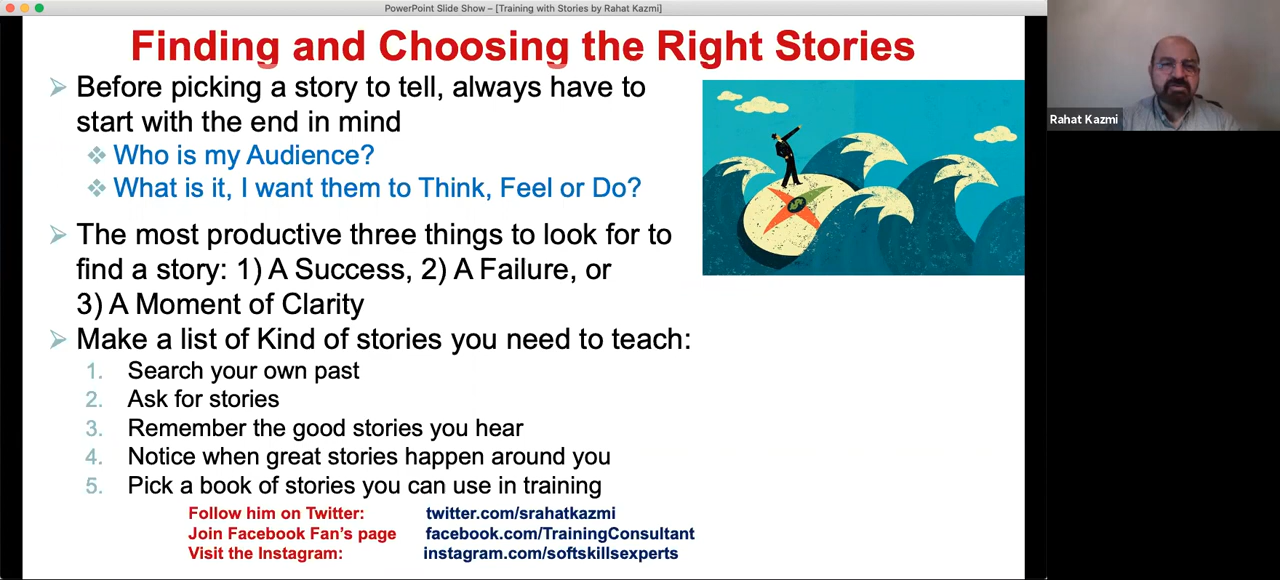 PowerPoint Slide Show – [Training with Stories by Rahat Kazmi]
Finding and Choosing the Right Stories
Before picking a story to tell, always have to
start with the end in mind
Who is my Audience?
What is it, I want them to Think, Feel or Do?
The most productive three things to look for to
find a story: 1) A Success, 2) A Failure, or
3) A Moment of Clarity
Make a list of Kind of stories you need to teach:
1. Search your own past
2. Ask for stories
3. Remember the good stories you hear
4. Notice when great stories happen around you
5. Pick a book of stories you can use in training
Follow him on Twitter: twitter.com/srahatkazmi
Join Facebook Fan's page facebook.com/TrainingConsultant
Visit the Instagram: instagram.com/softskillsexperts
Rahat Kazmi